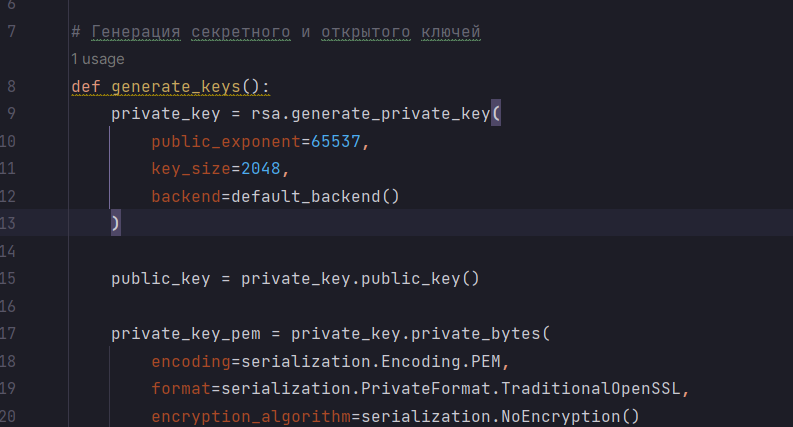 6
7 # Генерация секретного и открытого ключей
1 usage
8 def generate_keys():
9 private_key = rsa.generate_private_key(
10 public_exponent=65537,
11 key_size=2048,
12 backend=default_backend()
13 )
14
15 public_key = private_key.public_key()
16
17 private_key_pem = private_key.private_bytes(
18 encoding=serialization.Encoding.PEM,
19 format=serialization.PrivateFormat.TraditionalOpenSSL,
20 encryption_algorithm=serialization.NoEncryption()